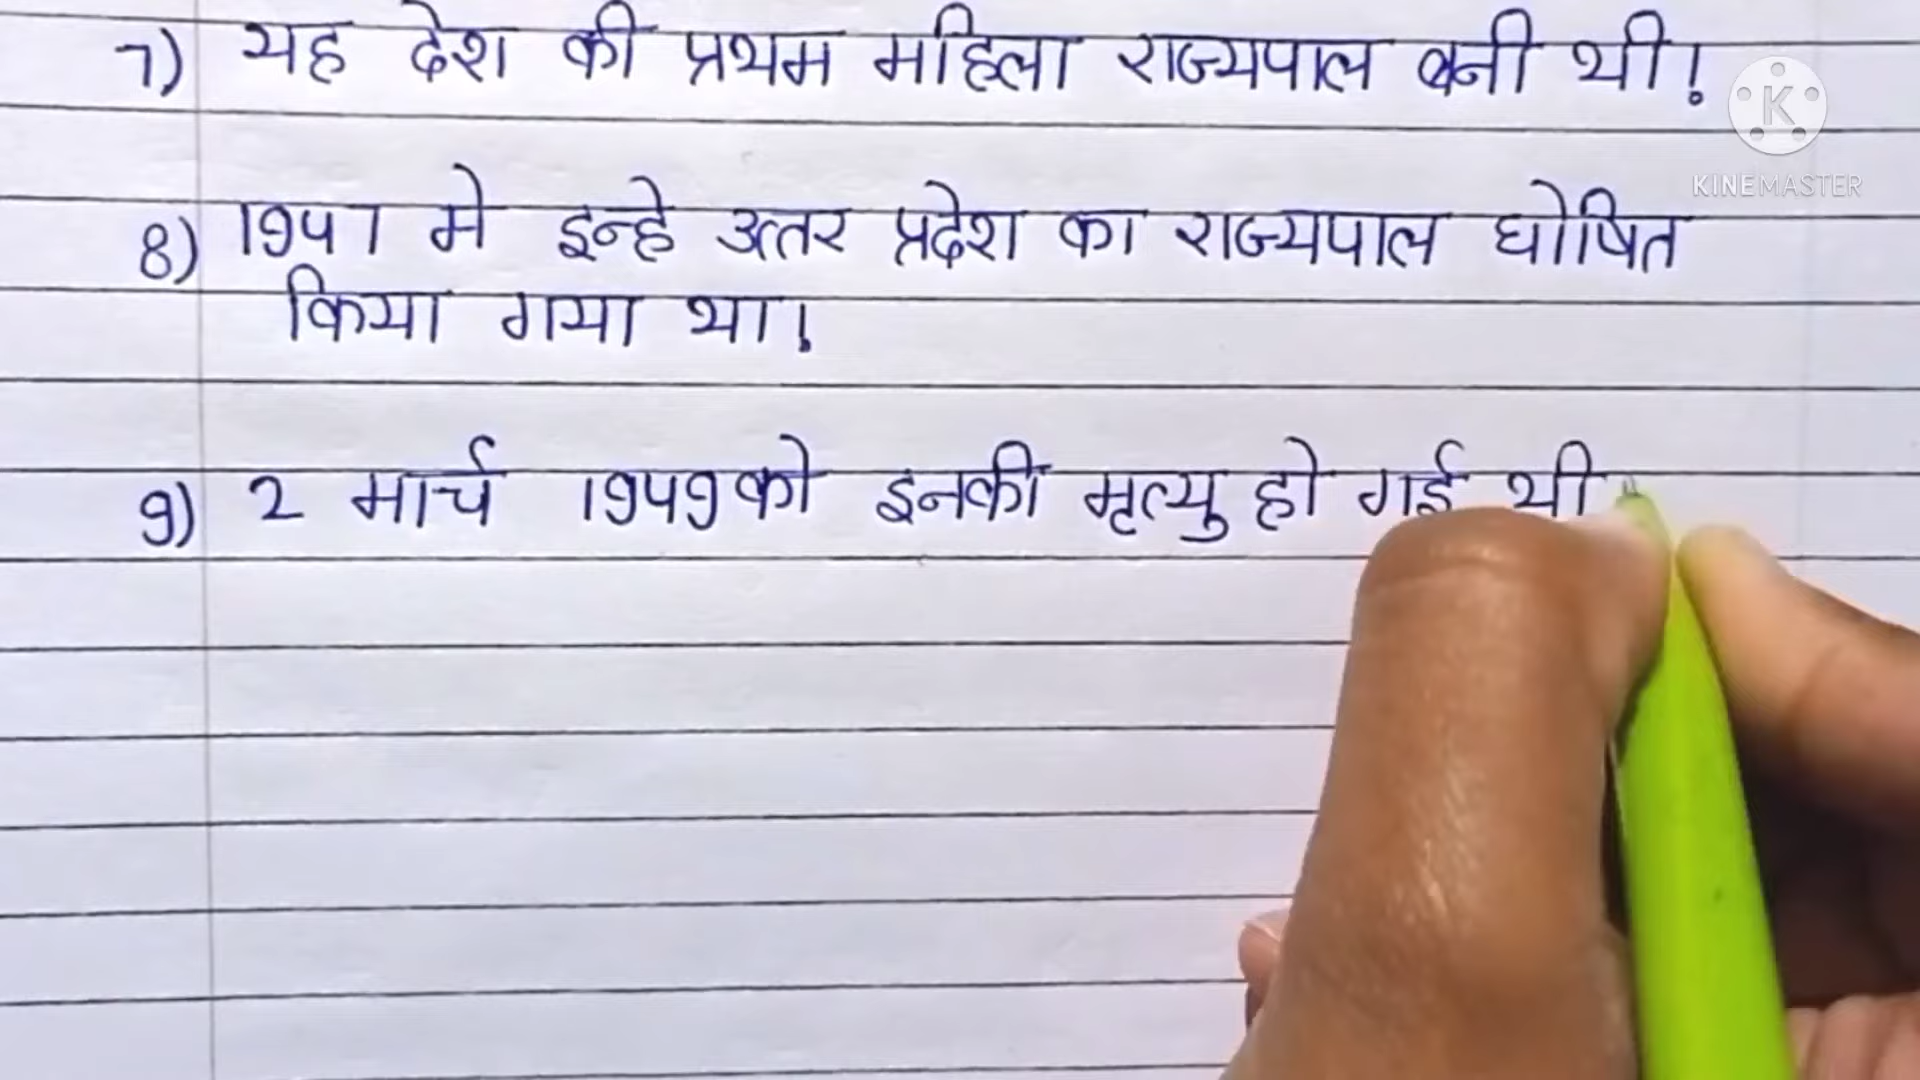 7) यह देश की प्रथम महिला राज्यपाल बनी थी!
KINEMASTER
8) 1947 मे इन्हे उत्तर प्रदेश का राज्यपाल घोषित
किया गया था!
9) 2 मार्च 1949 को इनकी मृत्यु हो गई थी